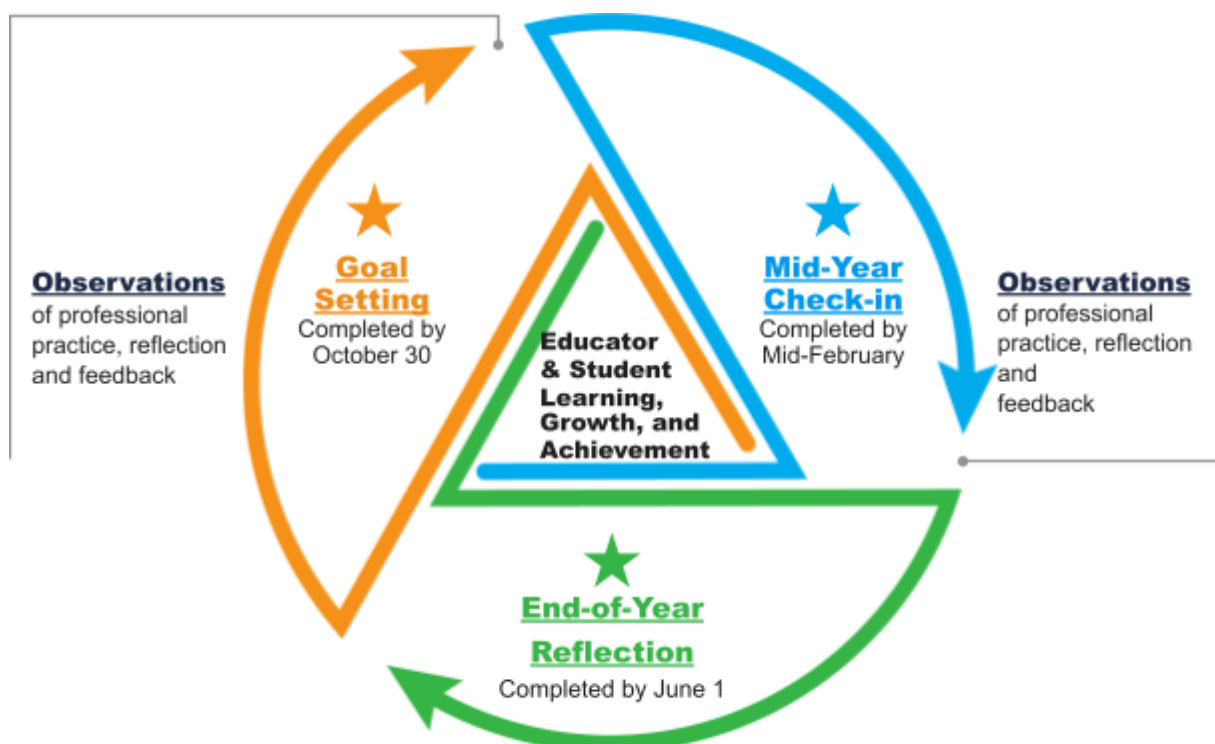 Observations
of professional
practice, reflection
and feedback
Goal
Setting
Completed by
October 30
Educator
& Student
Learning,
Growth, and
Achievement
Mid-Year
Check-in
Completed by
Mid-February
Observations
of professional
practice, reflection
and
feedback
End-of-Year
Reflection
Completed by June 1